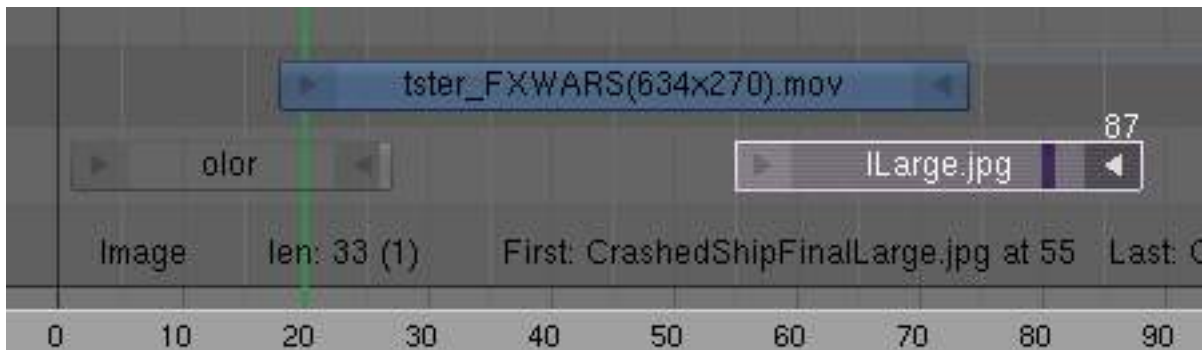 tster_FXWARS(634x270).mov
87
olor
lLarge.jpg
Image len: 33 (1) First: CrashedShipFinalLarge.jpg at 55 Last:
0 10 20 30 40 50 60 70 80 90